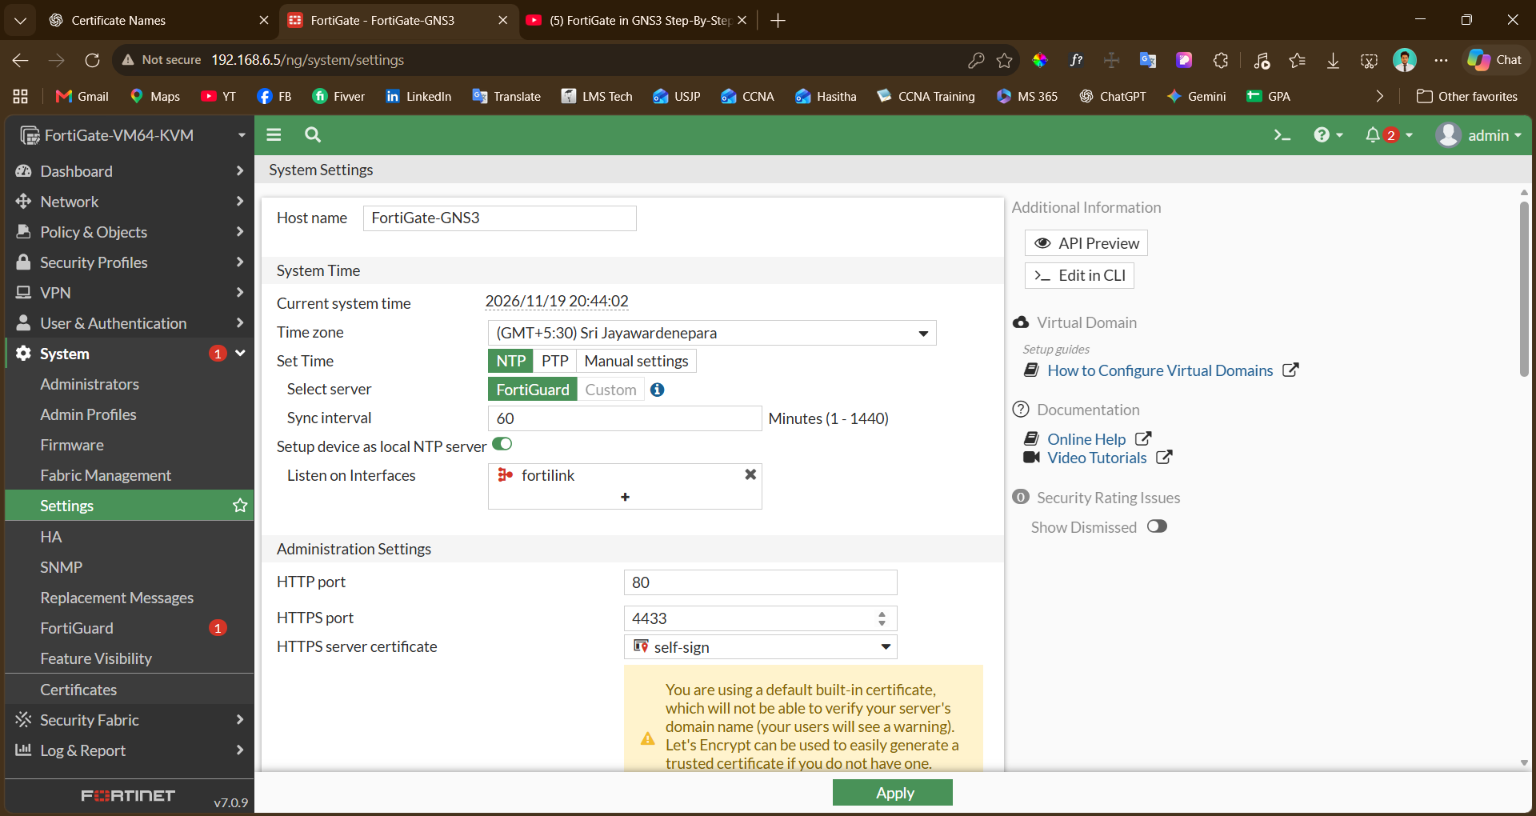 Certificate Names
FortiGate - FortiGate-GNS3
(5) FortiGate in GNS3 Step-By-Step
Not secure 192.168.6.5/ng/system/settings
f?
Chat
Gmail Maps YT FB Fivver LinkedIn Translate LMS Tech USJP CCNA Hasitha CCNA Training MS 365 ChatGPT Gemini GPA Other favorites
FortiGate-VM64-KVM
2
admin
Dashboard
Network
Policy & Objects
Security Profiles
VPN
User & Authentication
System 1
Administrators
Admin Profiles
Firmware
Fabric Management
Settings
HA
SNMP
Replacement Messages
FortiGuard 1
Feature Visibility
Certificates
Security Fabric
Log & Report
FORTINET v7.0.9
System Settings
Host name FortiGate-GNS3
System Time
Current system time 2026/11/19 20:44:02
Time zone (GMT+5:30) Sri Jayawardenepara
Set Time NTP PTP Manual settings
Select server FortiGuard Custom
Sync interval 60 Minutes (1 - 1440)
Setup device as local NTP server
Listen on Interfaces fortilink
+
Administration Settings
HTTP port 80
HTTPS port 4433
HTTPS server certificate self-sign
You are using a default built-in certificate,
which will not be able to verify your server's
domain name (your users will see a warning).
Let's Encrypt can be used to easily generate a
trusted certificate if you do not have one.
Apply
Additional Information
API Preview
>_ Edit in CLI
Virtual Domain
Setup guides
How to Configure Virtual Domains
Documentation
Online Help
Video Tutorials
0 Security Rating Issues
Show Dismissed